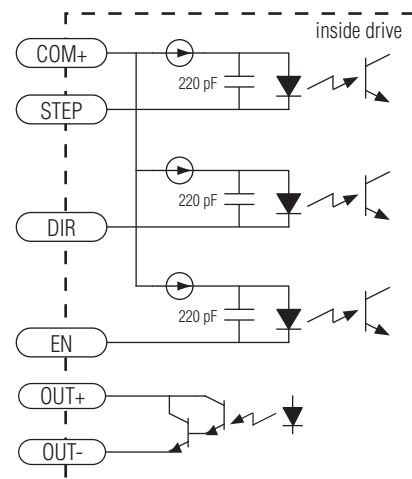 inside drive
COM+
220 pF
STEP
220 pF
DIR
220 pF
EN
OUT+
OUT-